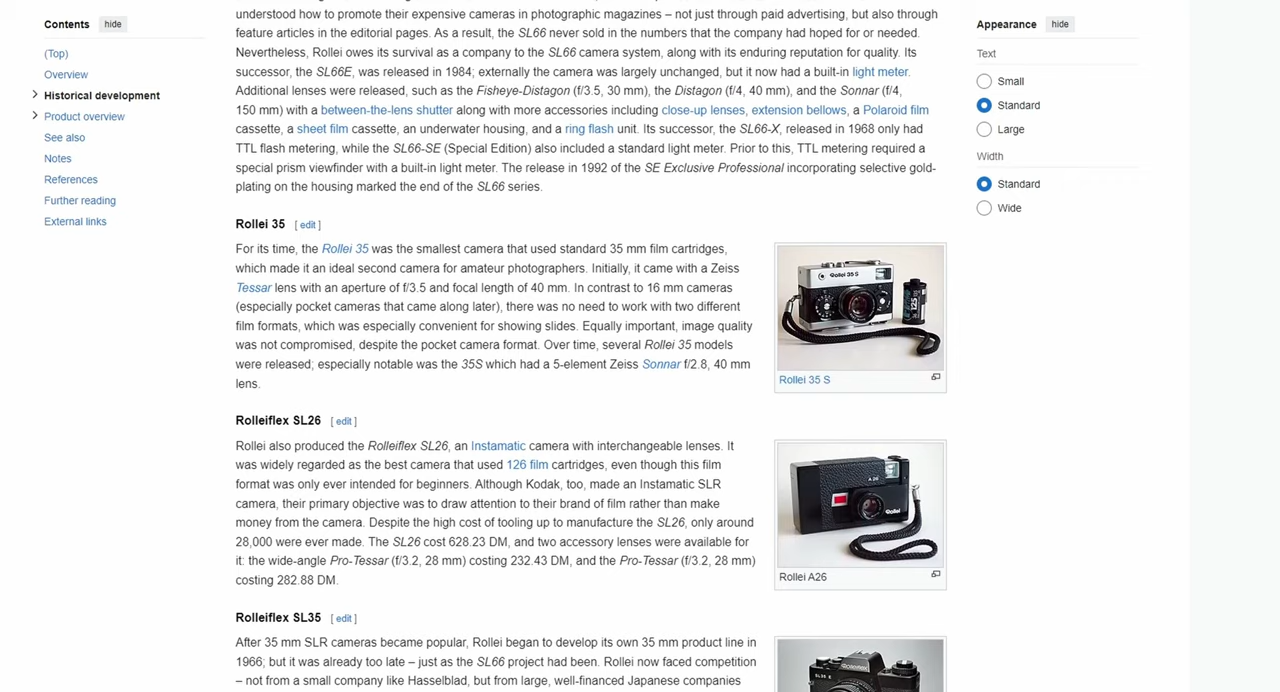 Contents hide
(Top)
Overview
Historical development
Product overview
See also
Notes
References
Further reading
External links
understood how to promote their expensive cameras in photographic magazines – not just through paid advertising, but also through
feature articles in the editorial pages. As a result, the SL66 never sold in the numbers that the company had hoped for or needed.
Nevertheless, Rollei owes its survival as a company to the SL66 camera system, along with its enduring reputation for quality. Its
successor, the SL66E, was released in 1984; externally the camera was largely unchanged, but it now had a built-in light meter.
Additional lenses were released, such as the Fisheye-Distagon (f/3.5, 30 mm), the Distagon (f/4, 40 mm), and the Sonnar (f/4,
150 mm) with a between-the-lens shutter along with more accessories including close-up lenses, extension bellows, a Polaroid film
cassette, a sheet film cassette, an underwater housing, and a ring flash unit. Its successor, the SL66-X, released in 1968 only had
TTL flash metering, while the SL66-SE (Special Edition) also included a standard light meter. Prior to this, TTL metering required a
special prism viewfinder with a built-in light meter. The release in 1992 of the SE Exclusive Professional incorporating selective gold-
plating on the housing marked the end of the SL66 series.
Rollei 35 [ edit ]
For its time, the Rollei 35 was the smallest camera that used standard 35 mm film cartridges,
which made it an ideal second camera for amateur photographers. Initially, it came with a Zeiss
Tessar lens with an aperture of f/3.5 and focal length of 40 mm. In contrast to 16 mm cameras
(especially pocket cameras that came along later), there was no need to work with two different
film formats, which was especially convenient for showing slides. Equally important, image quality
was not compromised, despite the pocket camera format. Over time, several Rollei 35 models
were released; especially notable was the 35S which had a 5-element Zeiss Sonnar f/2.8, 40 mm
lens.
Rollei 35 S
125
Rollei 35 S
Rolleiflex SL26 [ edit ]
Rollei also produced the Rolleiflex SL26, an Instamatic camera with interchangeable lenses. It
was widely regarded as the best camera that used 126 film cartridges, even though this film
format was only ever intended for beginners. Although Kodak, too, made an Instamatic SLR
camera, their primary objective was to draw attention to their brand of film rather than make
money from the camera. Despite the high cost of tooling up to manufacture the SL26, only around
28,000 were ever made. The SL26 cost 628.23 DM, and two accessory lenses were available for
it: the wide-angle Pro-Tessar (f/3.2, 28 mm) costing 232.43 DM, and the Pro-Tessar (f/3.2, 28 mm)
costing 282.88 DM.
A 26
Rollei
Rollei A26
Rolleiflex SL35 [ edit ]
After 35 mm SLR cameras became popular, Rollei began to develop its own 35 mm product line in
1966; but it was already too late – just as the SL66 project had been. Rollei now faced competition
– not from a small company like Hasselblad, but from large, well-financed Japanese companies
Rolleiflex
SL35 E
Appearance hide
Text
Small
Standard
Large
Width
Standard
Wide